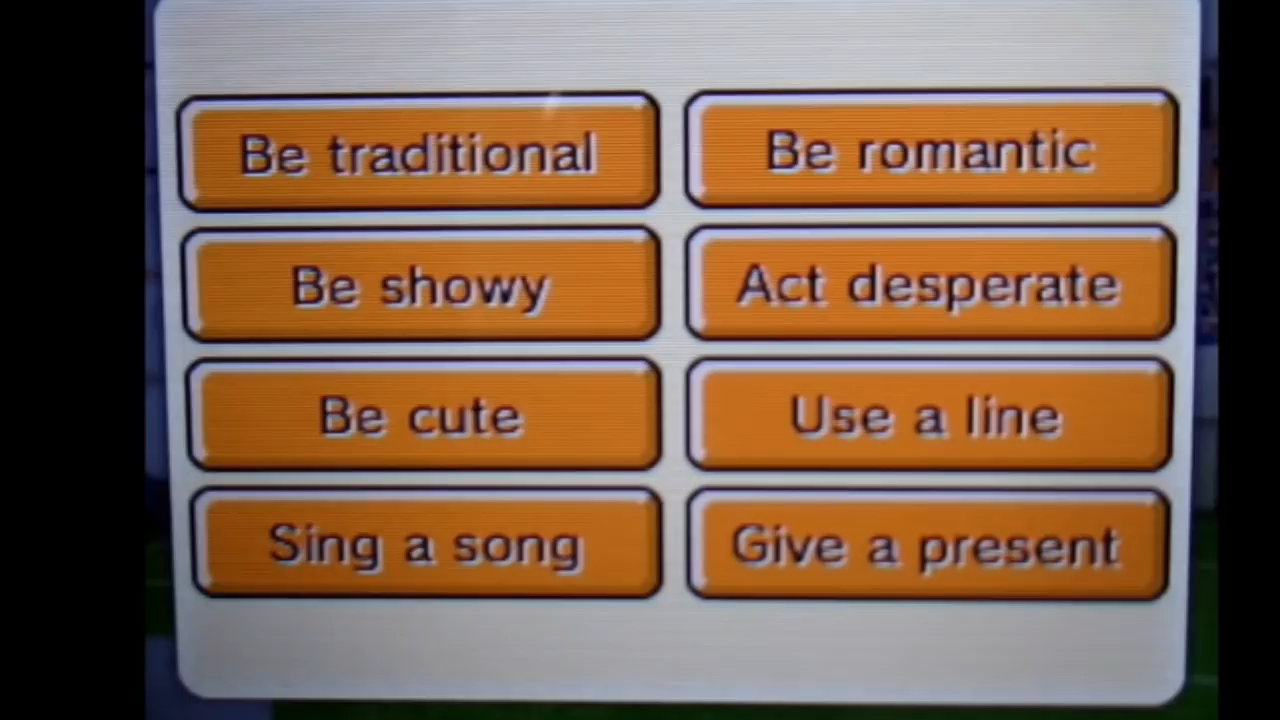 Be traditional
Be romantic
Be showy
Act desperate
Be cute
Use a line
Sing a song
Give a present